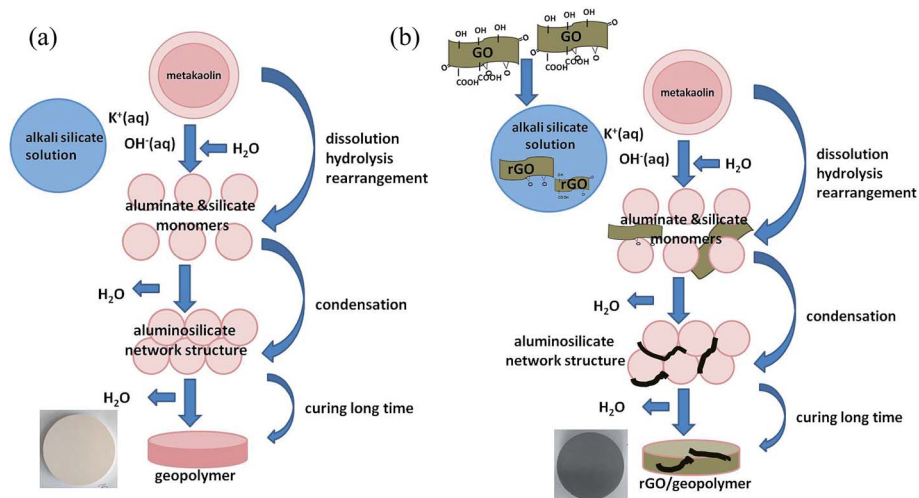 (a)
metakaolin
alkali silicate
solution
K⁺(aq)
OH⁻(aq)
H₂O
dissolution
hydrolysis
rearrangement
aluminate &silicate
monomers
H₂O
condensation
aluminosilicate
network structure
H₂O
curing long time
geopolymer
(b)
OH OH OH
O
GO
O
O
O
COOH
OH OH OH
O
GO
O
O
O
COOH
alkali silicate
solution
rGO
rGO
COOH
K⁺(aq)
OH⁻(aq)
metakaolin
H₂O
dissolution
hydrolysis
rearrangement
aluminate &silicate
monomers
H₂O
condensation
aluminosilicate
network structure
H₂O
curing long time
rGO/geopolymer